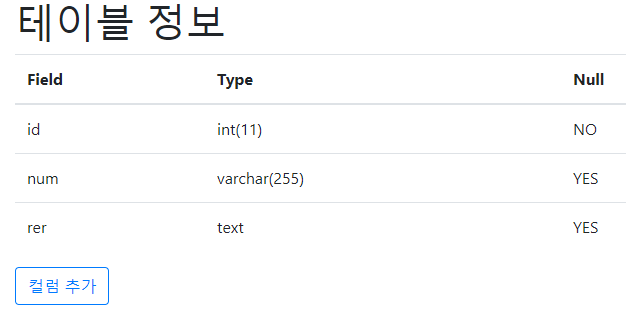 테이블 정보
Field Type Null
id int(11) NO
num varchar(255) YES
rer text YES
컬럼 추가